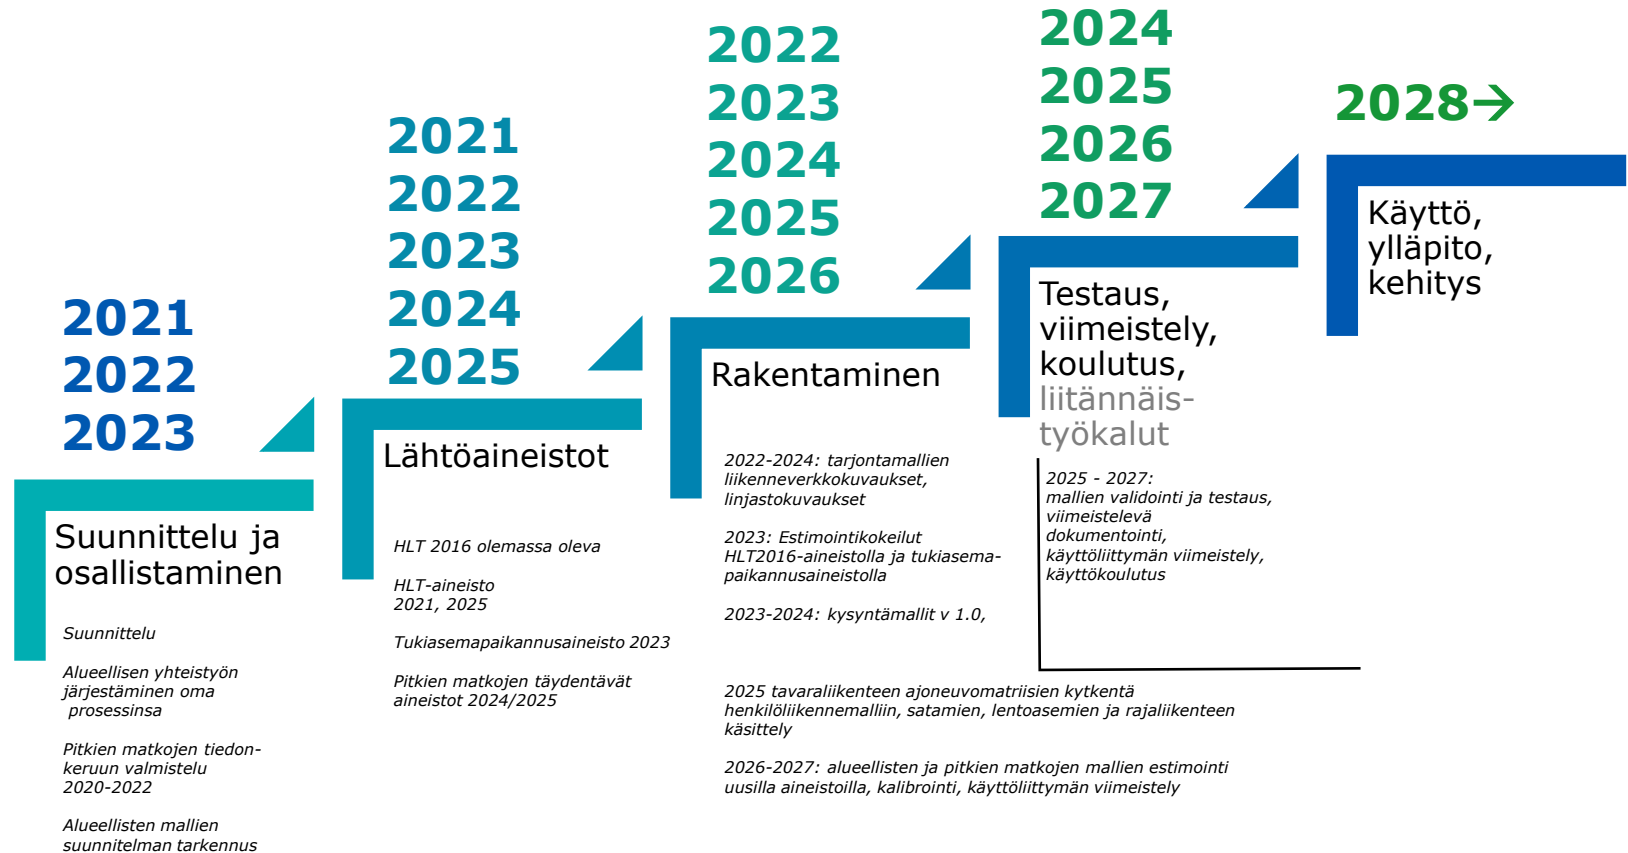 2021
2022
2023
Suunnittelu ja
osallistaminen
Suunnittelu
Alueellisen yhteistyön
järjestäminen oma
prosessinsa
Pitkien matkojen tiedon-
keruun valmistelu
2020-2022
Alueellisten mallien
suunnitelman tarkennus
2021
2022
2023
2024
2025
Lähtöaineistot
HLT 2016 olemassa oleva
HLT-aineisto
2021, 2025
Tukiasemapaikannusaineisto 2023
Pitkien matkojen täydentävät
aineistot 2024/2025
2022
2023
2024
2025
2026
Rakentaminen
2022-2024: tarjontamallien
liikenneverkkokuvaukset,
linjastokuvaukset
2023: Estimointikokeilut
HLT2016-aineistolla ja tukiasema-
paikannusaineistolla
2023-2024: kysyntämallit v 1.0,
2025 tavaraliikenteen ajoneuvomatriisien kytkentä
henkilöliikennemalliin, satamien, lentoasemien ja rajaliikenteen
käsittely
2026-2027: alueellisten ja pitkien matkojen mallien estimointi
uusilla aineistoilla, kalibrointi, käyttöliittymän viimeistely
2024
2025
2026
2027
Testaus,
viimeistely,
koulutus,
liitännäis-
työkalut
2025 - 2027:
mallien validointi ja testaus,
viimeistelevä
dokumentointi,
käyttöliittymän viimeistely,
käyttökoulutus
2028→
Käyttö,
ylläpito,
kehitys